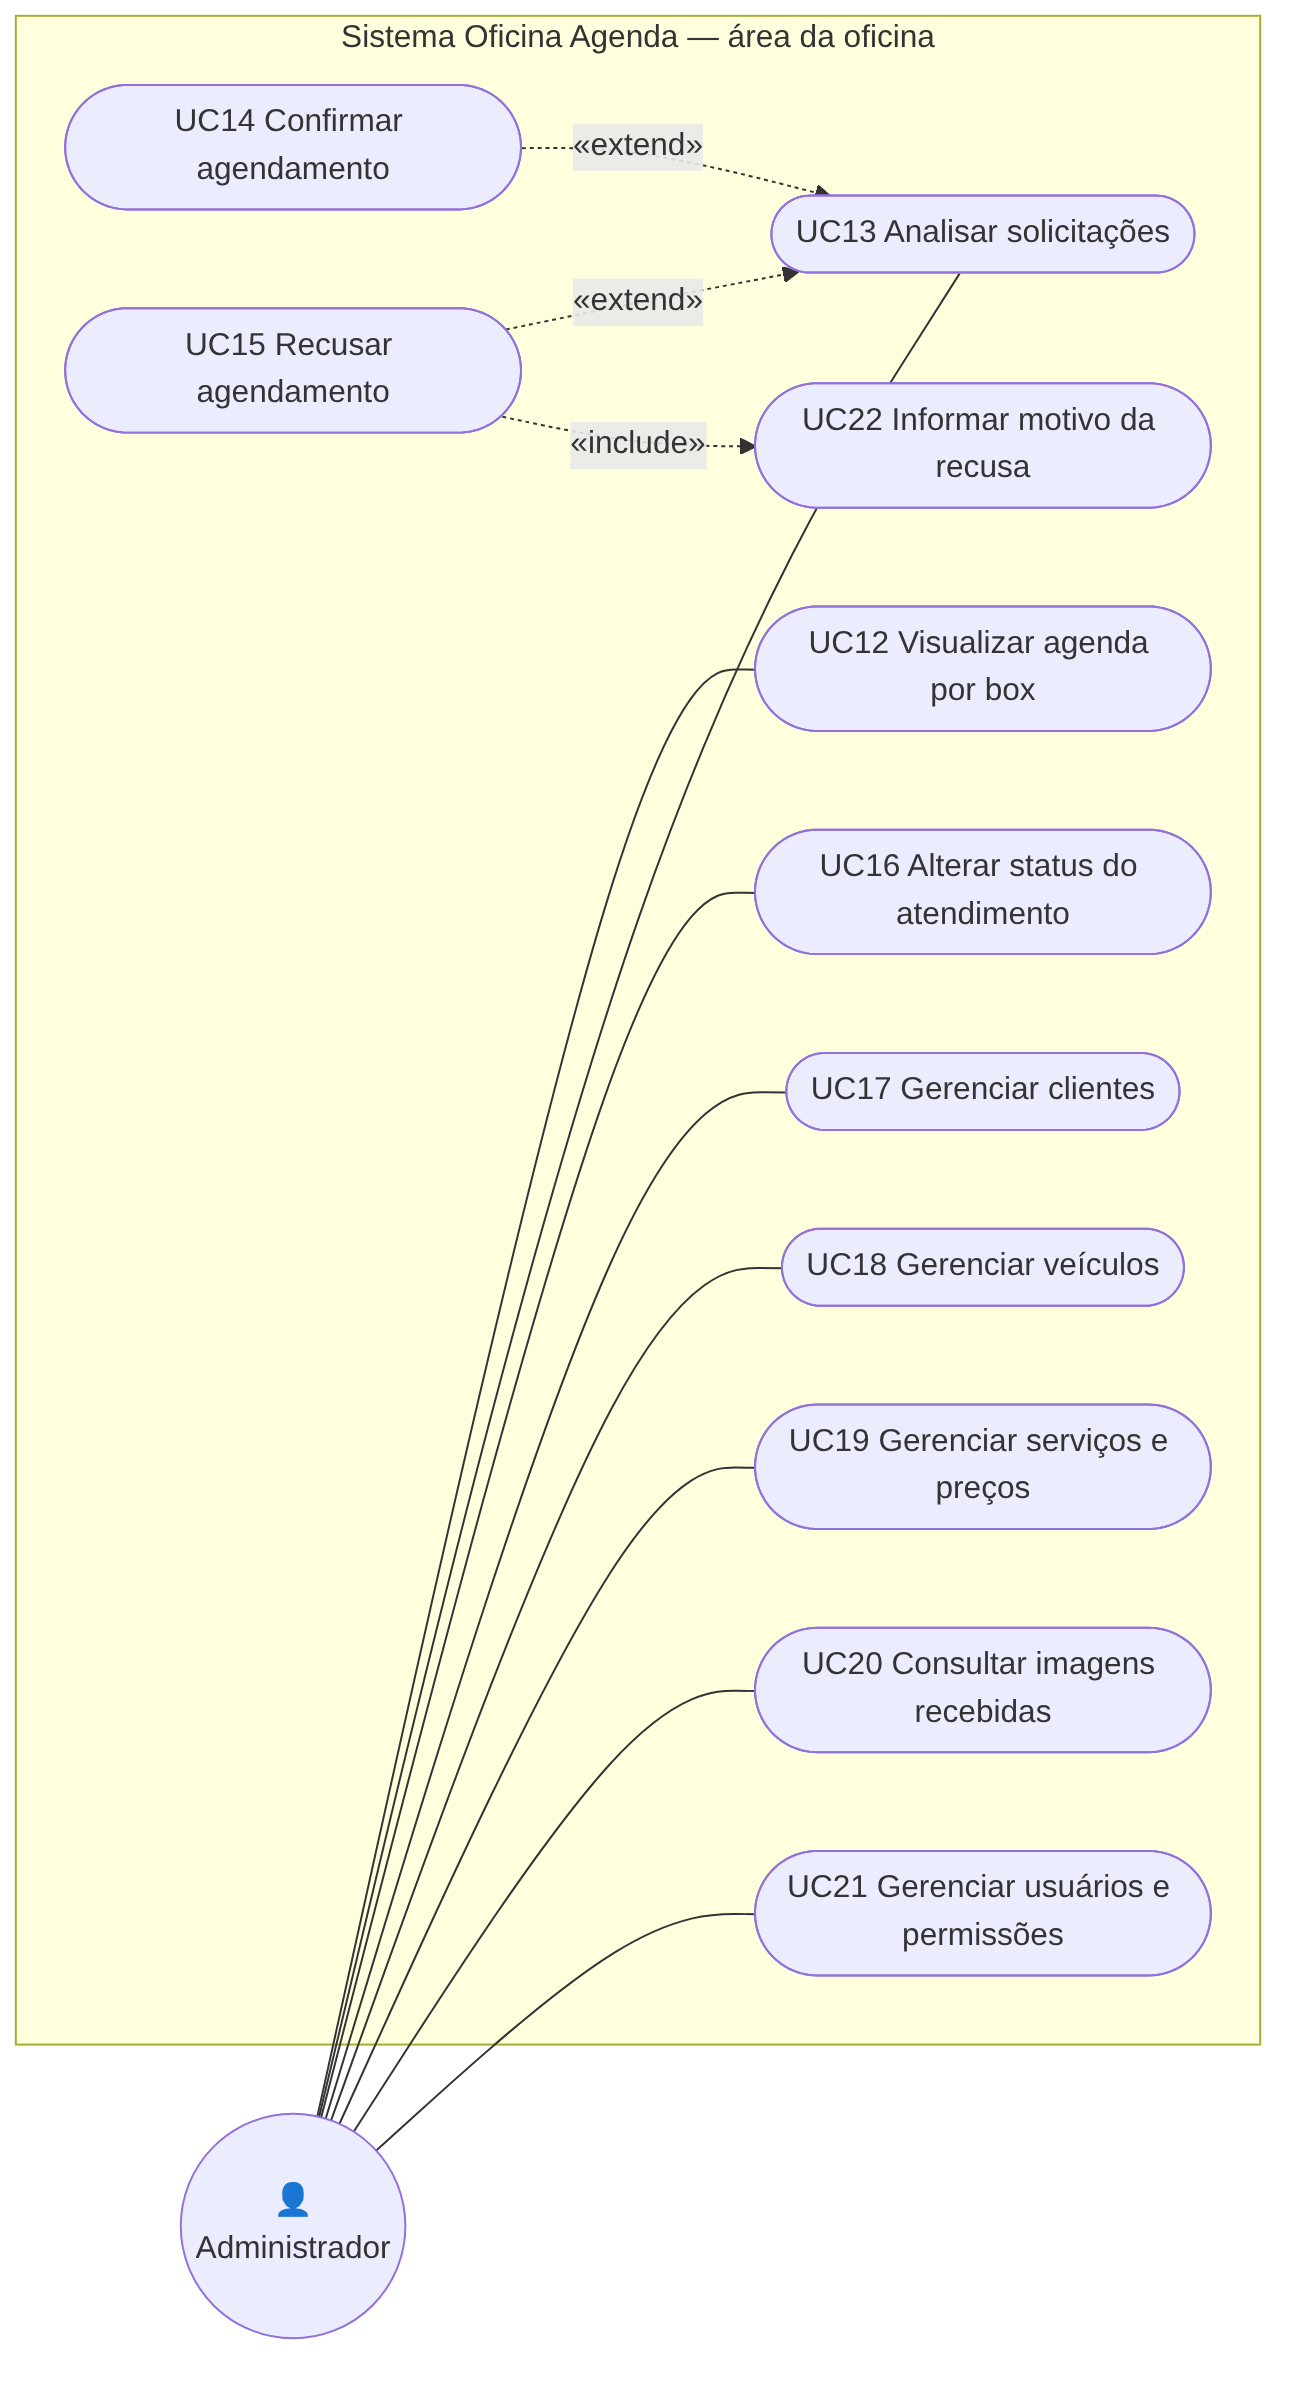 Sistema Oficina Agenda — área da oficina
UC14 Confirmar
agendamento
«extend»
UC13 Analisar solicitações
«extend»
UC15 Recusar
agendamento
«include»
UC22 Informar motivo da
recusa
UC12 Visualizar agenda
por box
UC16 Alterar status do
atendimento
UC17 Gerenciar clientes
UC18 Gerenciar veículos
UC19 Gerenciar serviços e
preços
UC20 Consultar imagens
recebidas
UC21 Gerenciar usuários e
permissões
Administrador